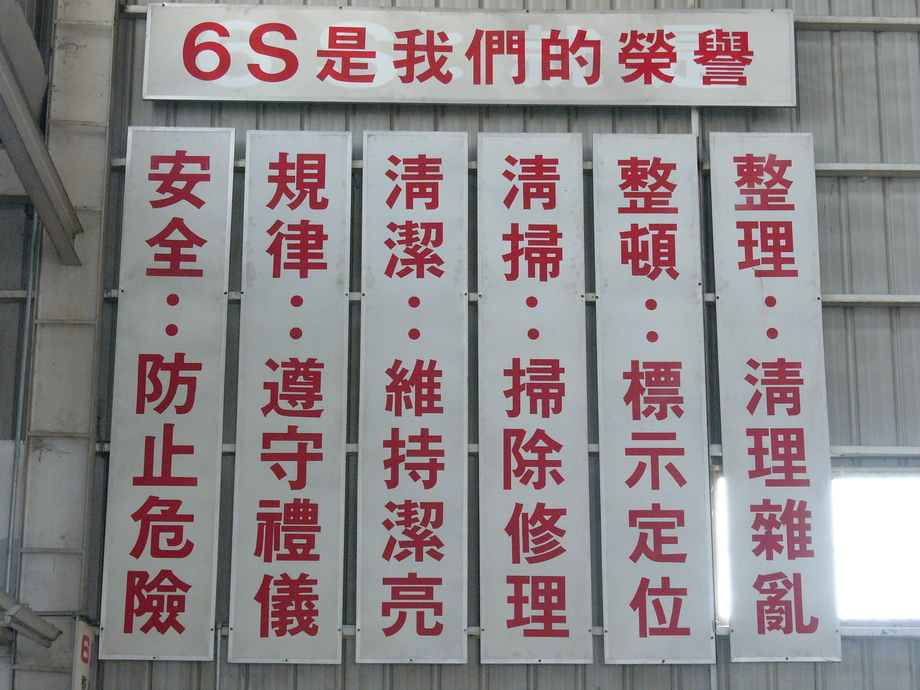 6S是我們的榮譽
整理：清理雜亂
整頓：標示定位
清掃：掃除修理
清潔：維持潔亮
規律：遵守禮儀
安全：防止危險
6